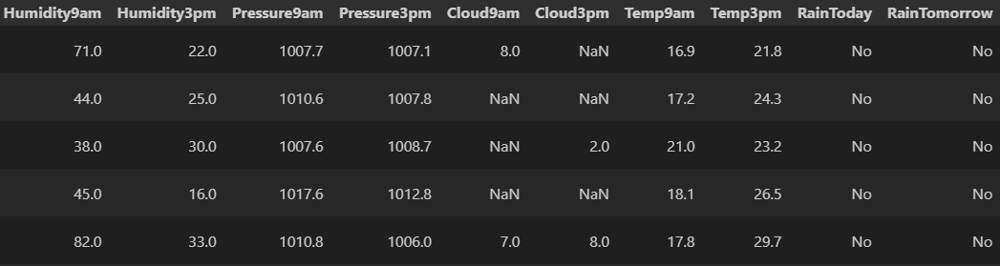 Humidity9am Humidity3pm Pressure9am Pressure3pm Cloud9am Cloud3pm Temp9am Temp3pm RainToday RainTomorrow
71.0 22.0 1007.7 1007.1 8.0 NaN 16.9 21.8 No No
44.0 25.0 1010.6 1007.8 NaN NaN 17.2 24.3 No No
38.0 30.0 1007.6 1008.7 NaN 2.0 21.0 23.2 No No
45.0 16.0 1017.6 1012.8 NaN NaN 18.1 26.5 No No
82.0 33.0 1010.8 1006.0 7.0 8.0 17.8 29.7 No No